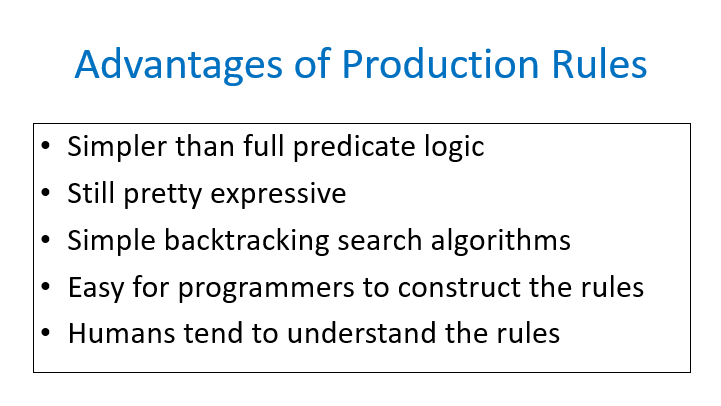 Advantages of Production Rules
• Simpler than full predicate logic
• Still pretty expressive
• Simple backtracking search algorithms
• Easy for programmers to construct the rules
• Humans tend to understand the rules